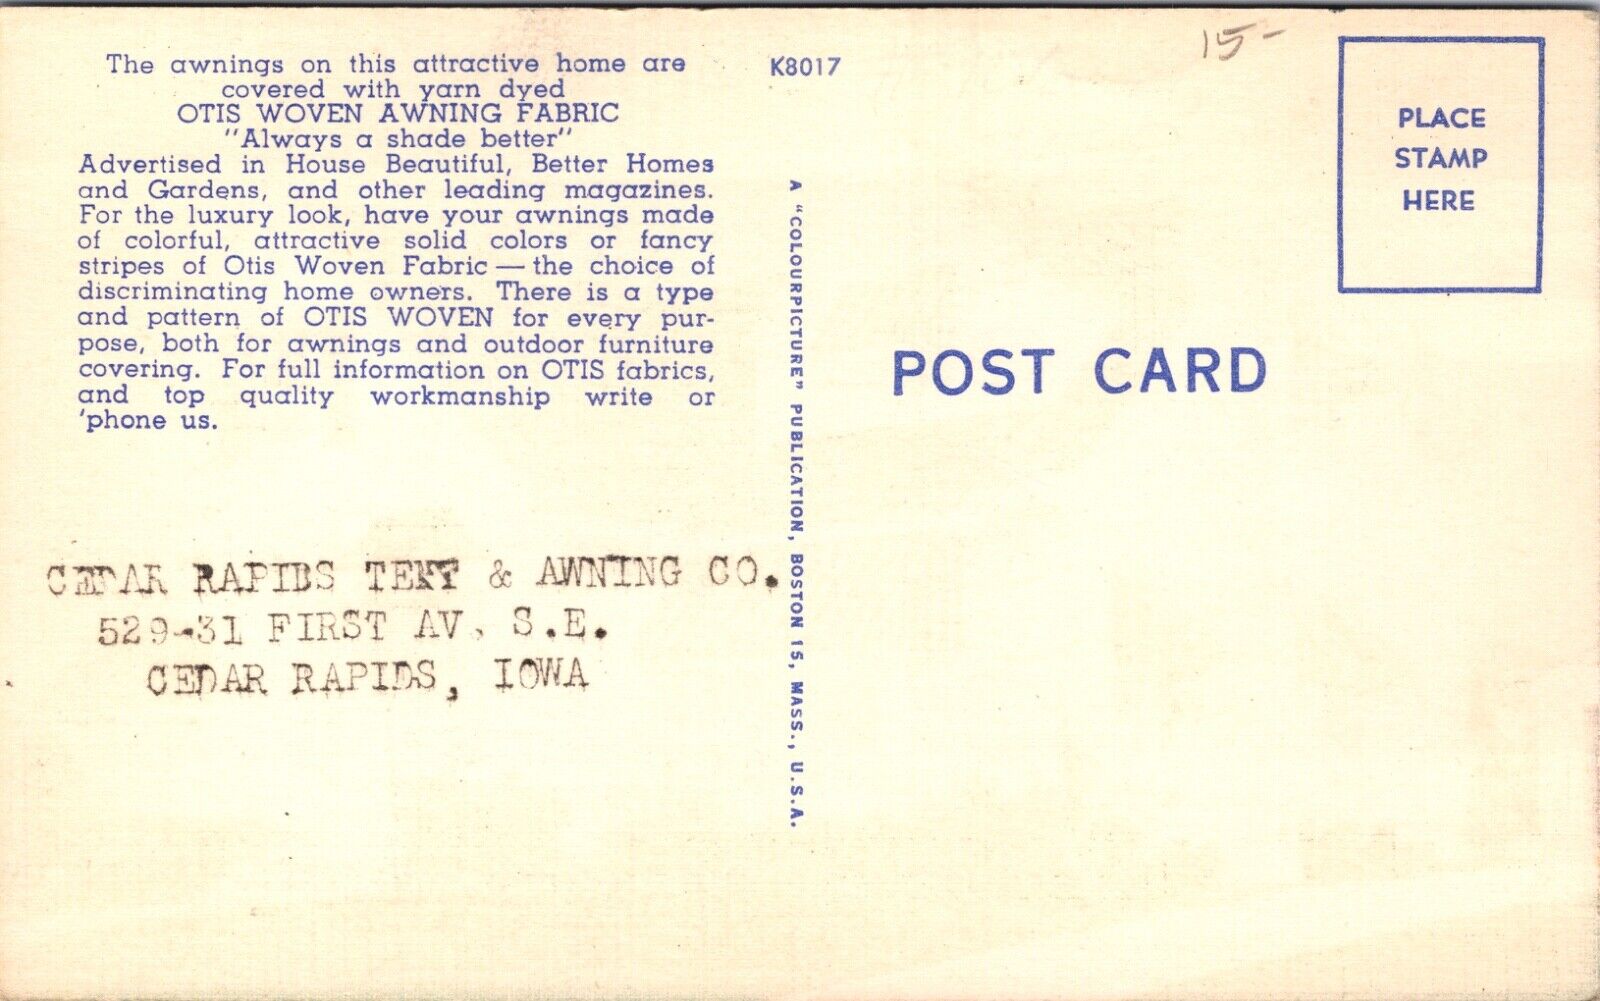 The awnings on this attractive home are
covered with yarn dyed
OTIS WOVEN AWNING FABRIC
"Always a shade better"
Advertised in House Beautiful, Better Homes
and Gardens, and other leading magazines.
For the luxury look, have your awnings made
of colorful, attractive solid colors or fancy
stripes of Otis Woven Fabric — the choice of
discriminating home owners. There is a type
and pattern of OTIS WOVEN for every pur-
pose, both for awnings and outdoor furniture
covering. For full information on OTIS fabrics,
and top quality workmanship write or
'phone us.
CEDAR RAPIDS TENT & AWNING CO.
529-31 FIRST AV. S.E.
CEDAR RAPIDS, IOWA
K8017
A "COLOURPICTURE" PUBLICATION, BOSTON 15, MASS., U.S.A.
15-
PLACE
STAMP
HERE
POST CARD